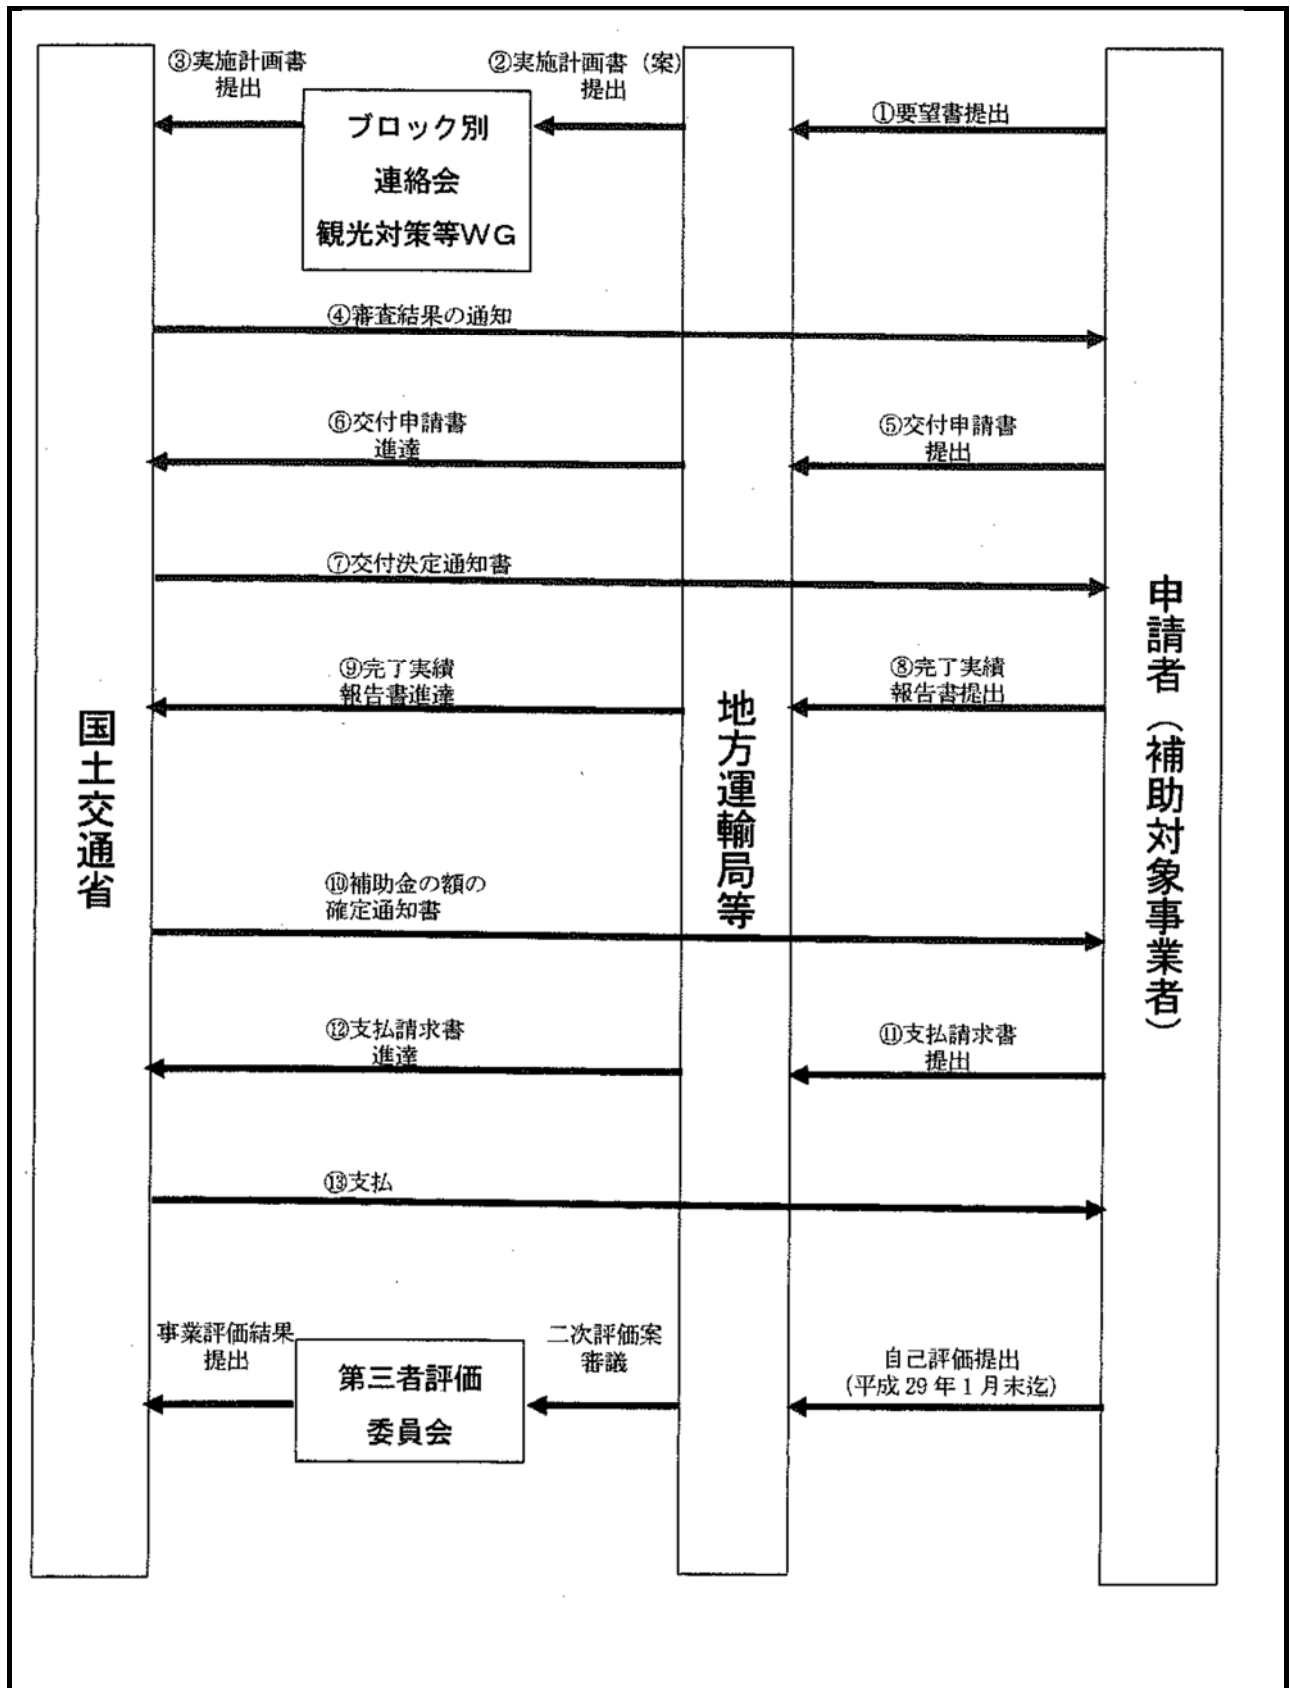 ③実施計画書
提出
②実施計画書（案）
提出
①要望書提出
ブロック別
連絡会
観光対策等WG
④審査結果の通知
⑥交付申請書
進達
⑤交付申請書
提出
⑦交付決定通知書
⑨完了実績
報告書進達
⑧完了実績
報告書提出
国土交通省
地方運輸局等
申請者（補助対象事業者）
⑩補助金の額の
確定通知書
⑫支払請求書
進達
⑪支払請求書
提出
⑬支払
事業評価結果
提出
第三者評価
委員会
二次評価案
審議
自己評価提出
(平成 29 年 1 月末迄)